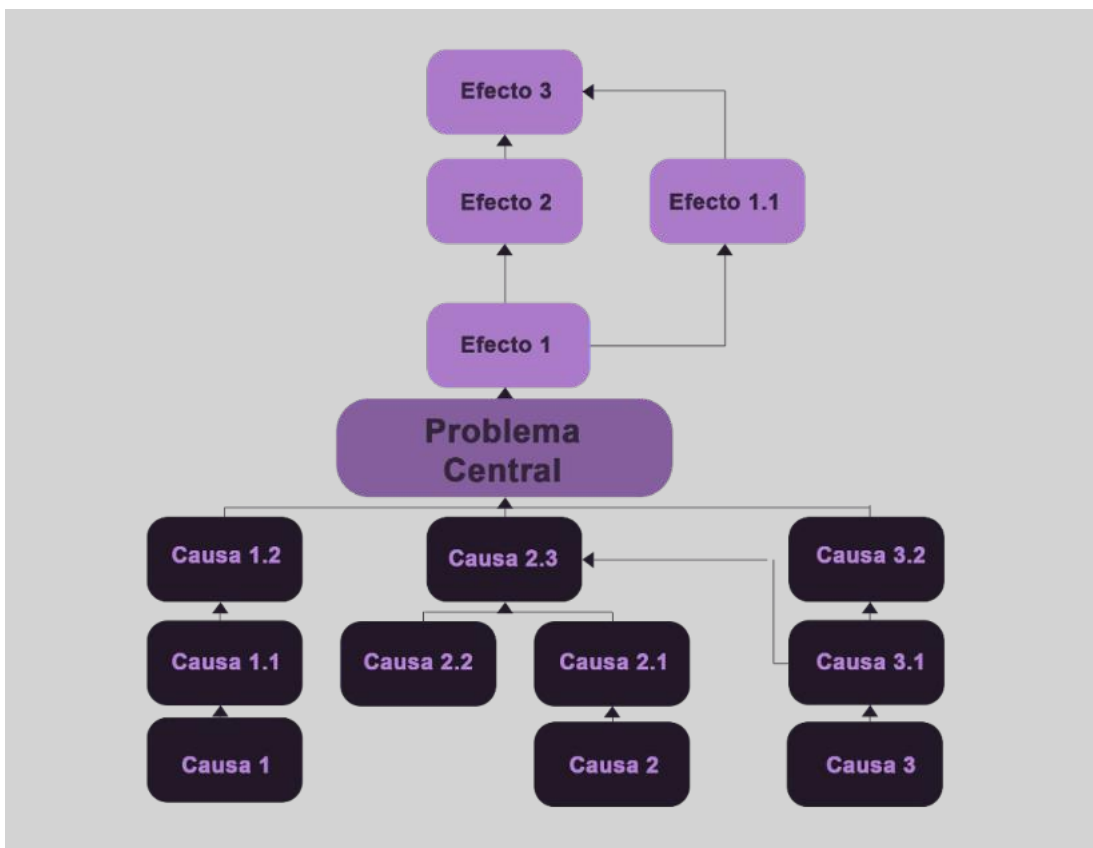 Efecto 3
Efecto 2
Efecto 1.1
Efecto 1
Problema
Central
Causa 1.2
Causa 2.3
Causa 3.2
Causa 1.1
Causa 2.2
Causa 2.1
Causa 3.1
Causa 1
Causa 2
Causa 3